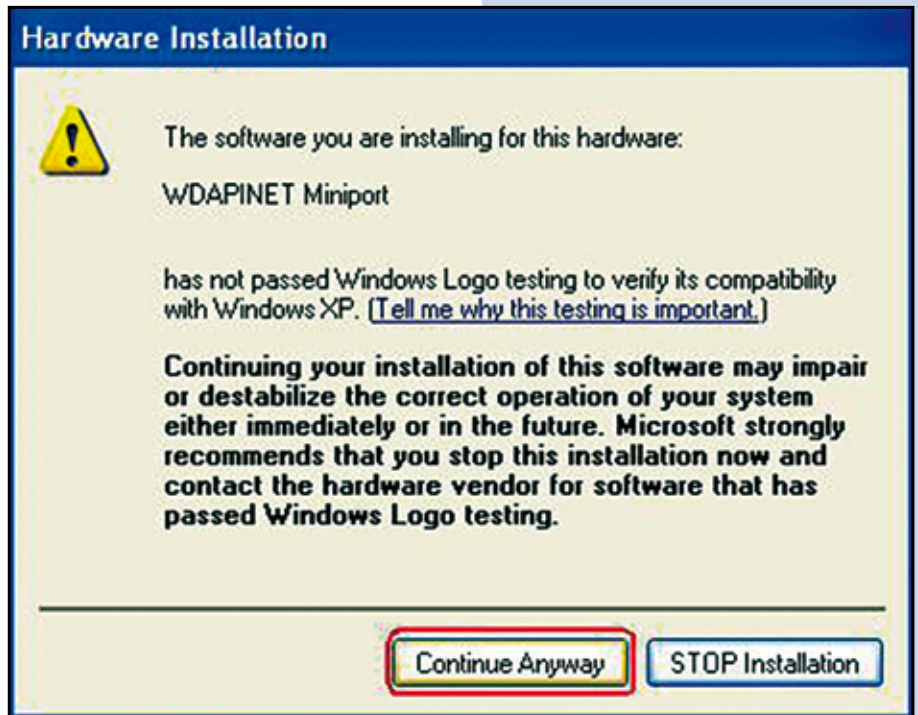 Hardware Installation
The software you are installing for this hardware:
WDAPINET Miniport
has not passed Windows Logo testing to verify its compatibility
with Windows XP. (Tell me why this testing is important.)
Continuing your installation of this software may impair
or destabilize the correct operation of your system
either immediately or in the future. Microsoft strongly
recommends that you stop this installation now and
contact the hardware vendor for software that has
passed Windows Logo testing.
Continue Anyway
STOP Installation